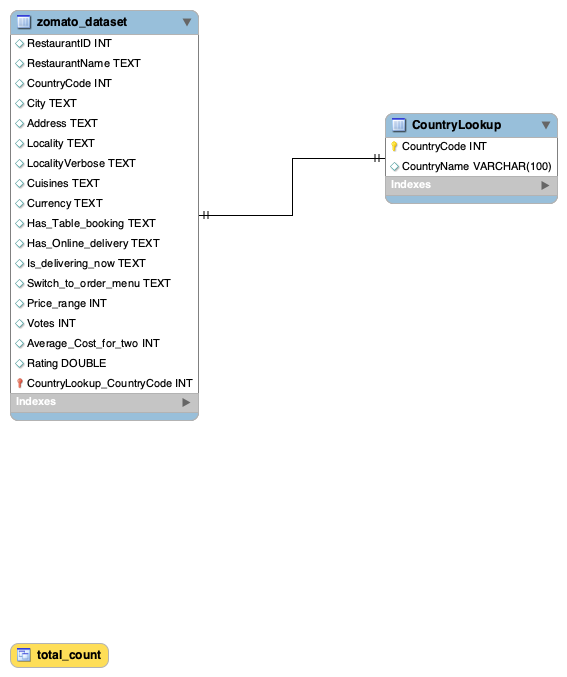 zomato_dataset
RestaurantID INT
RestaurantName TEXT
CountryCode INT
City TEXT
Address TEXT
Locality TEXT
LocalityVerbose TEXT
Cuisines TEXT
Currency TEXT
Has_Table_booking TEXT
Has_Online_delivery TEXT
Is_delivering_now TEXT
Switch_to_order_menu TEXT
Price_range INT
Votes INT
Average_Cost_for_two INT
Rating DOUBLE
CountryLookup_CountryCode INT
Indexes
CountryLookup
CountryCode INT
CountryName VARCHAR(100)
Indexes
total_count